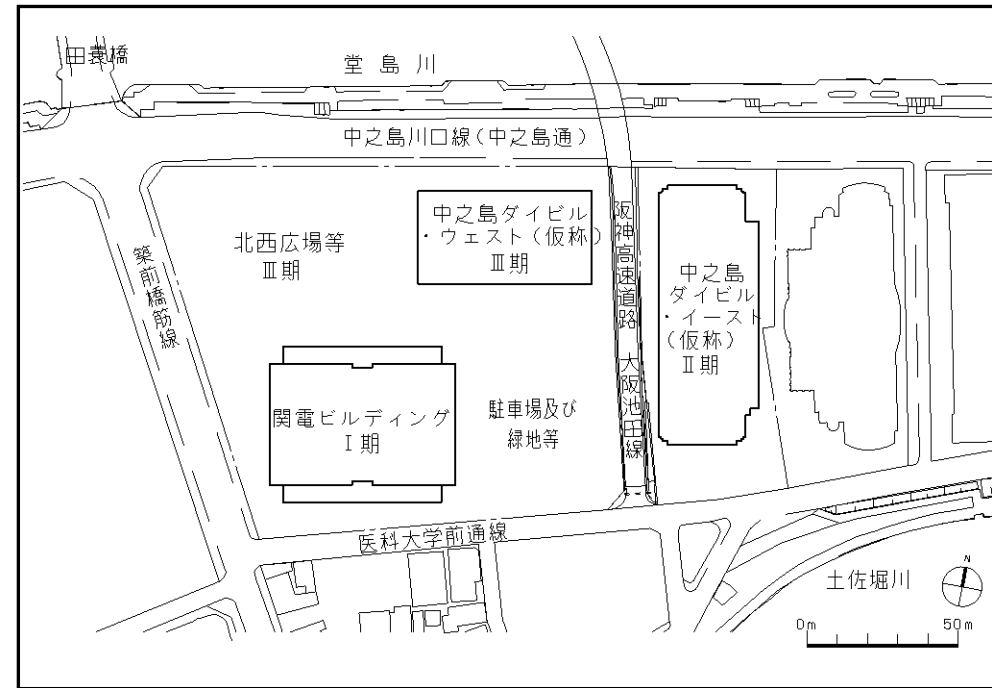 田蓑橋
堂島川
中之島川口線(中之島通)
中之島ダイビル
・ウェスト(仮称)
Ⅲ期
北西広場等
Ⅲ期
築前橋筋線
阪神高速道路 大阪池田線
中之島
ダイビル
・イースト
(仮称)
Ⅱ期
関電ビルディング
Ⅰ期
駐車場及び
緑地等
医科大学前通線
土佐堀川
N
0m
50m